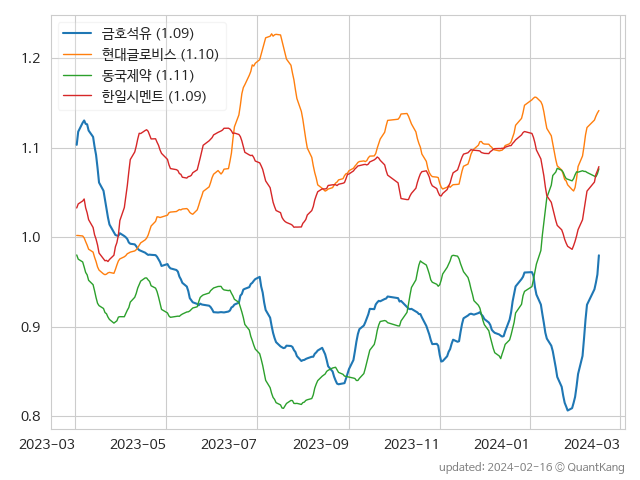 금호석유 (1.09)
현대글로비스 (1.10)
동국제약 (1.11)
한일시멘트 (1.09)
1.2
1.1
1.0
0.9
0.8
2023-03 2023-05 2023-07 2023-09 2023-11 2024-01 2024-03
updated: 2024-02-16 © QuantKang